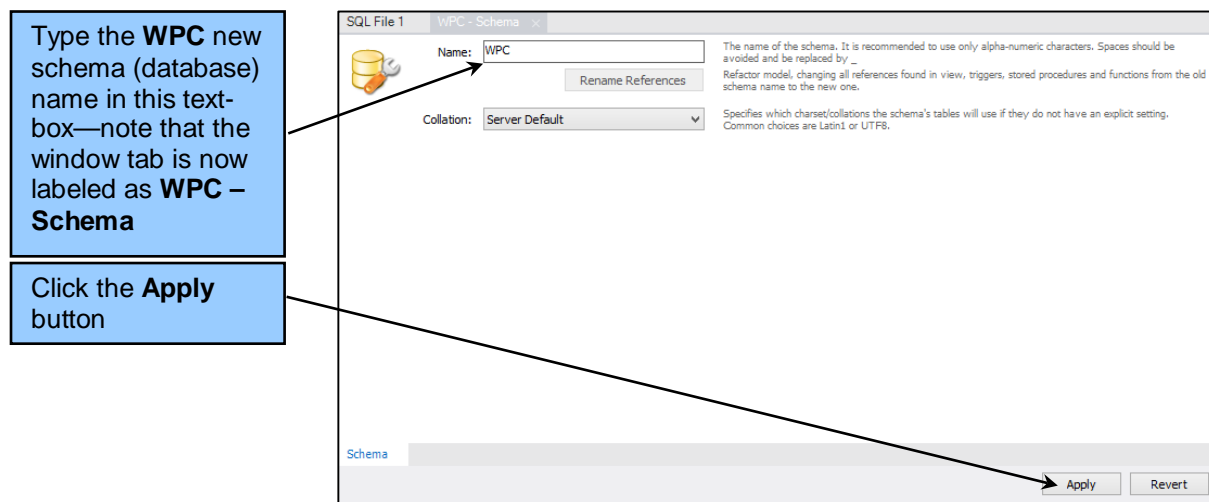 Type the WPC new
schema (database)
name in this text-
box—note that the
window tab is now
labeled as WPC –
Schema
Click the Apply
button
SQL File 1
WPC - Schema ×
Name:
WPC
The name of the schema. It is recommended to use only alpha-numeric characters. Spaces should be
avoided and be replaced by _
Rename References
Refactor model, changing all references found in view, triggers, stored procedures and functions from the old
schema name to the new one.
Collation:
Server Default
Specifies which charset/collations the schema's tables will use if they do not have an explicit setting.
Common choices are Latin1 or UTF8.
Schema
Apply
Revert